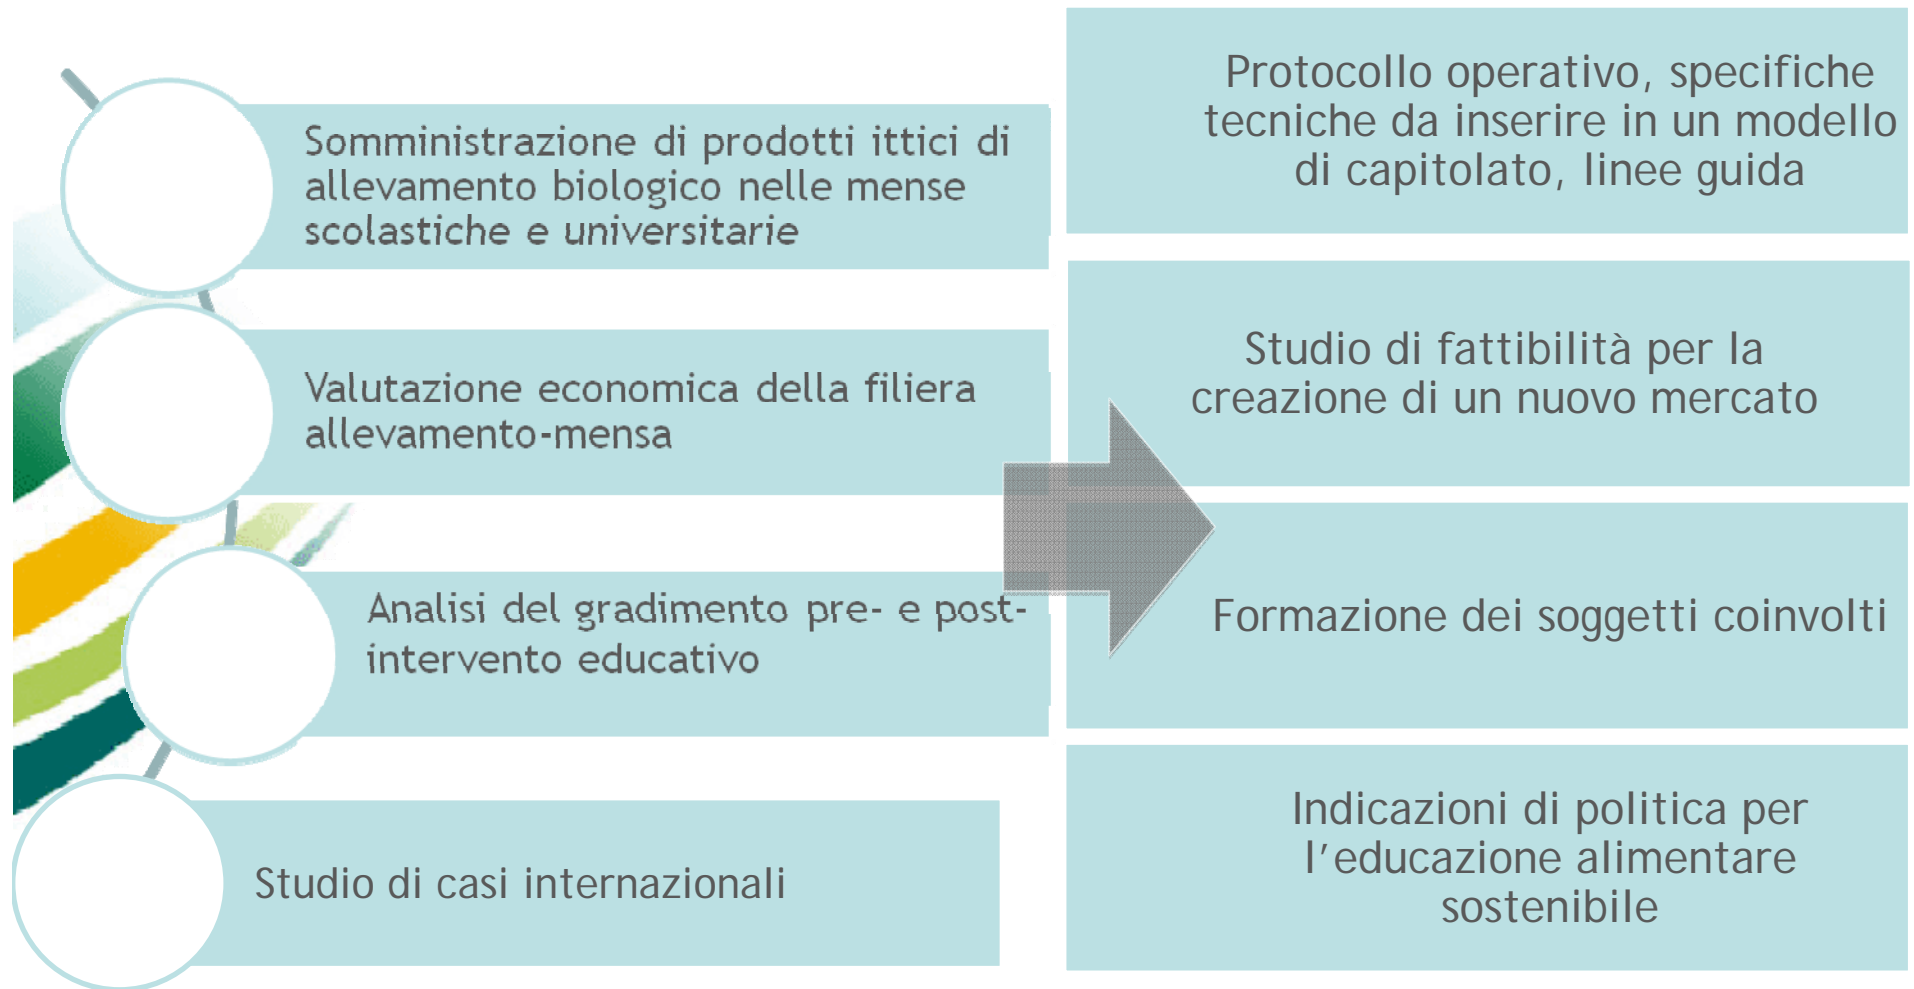 Somministrazione di prodotti ittici di
allevamento biologico nelle mense
scolastiche e universitarie
Valutazione economica della filiera
allevamento-mensa
Analisi del gradimento pre- e post-
intervento educativo
Studio di casi internazionali
Protocollo operativo, specifiche
tecniche da inserire in un modello
di capitolato, linee guida
Studio di fattibilità per la
creazione di un nuovo mercato
Formazione dei soggetti coinvolti
Indicazioni di politica per
l’educazione alimentare
sostenibile